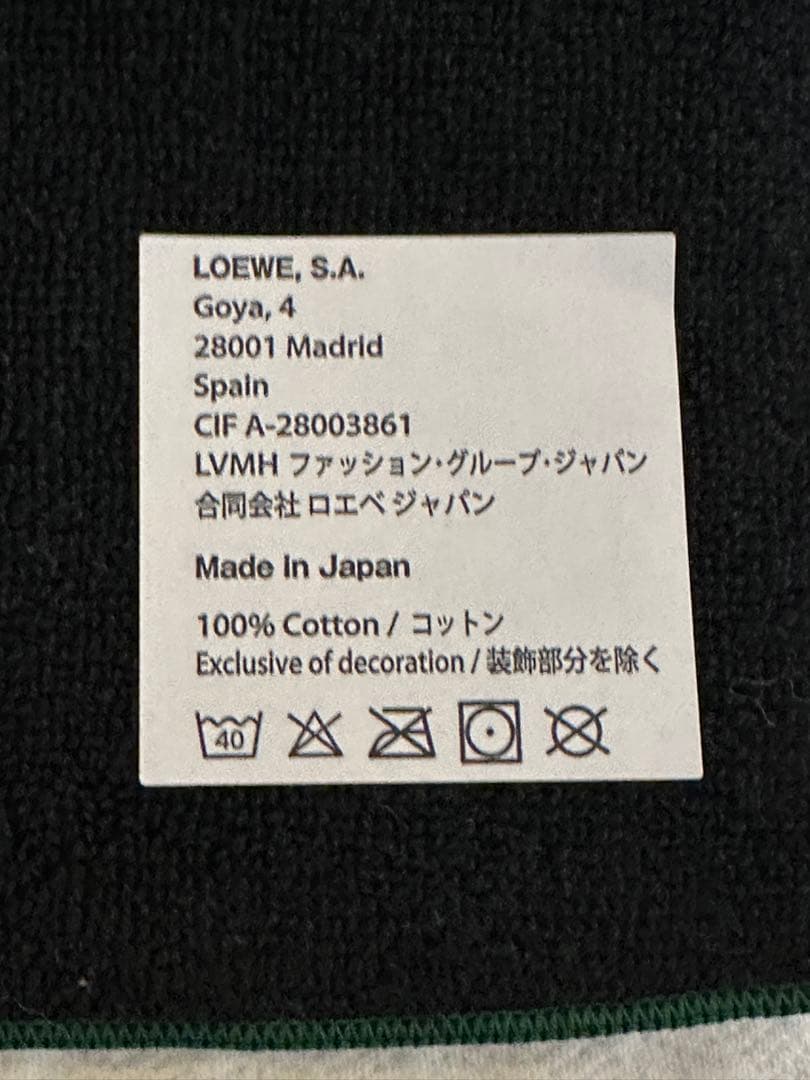 LOEWE, S.A.
Goya, 4
28001 Madrid
Spain
CIF A-28003861
LVMH ファッション・グループ・ジャパン
合同会社 ロエベ ジャパン
Made In Japan
100% Cotton / コットン
Exclusive of decoration / 装飾部分を除く
40